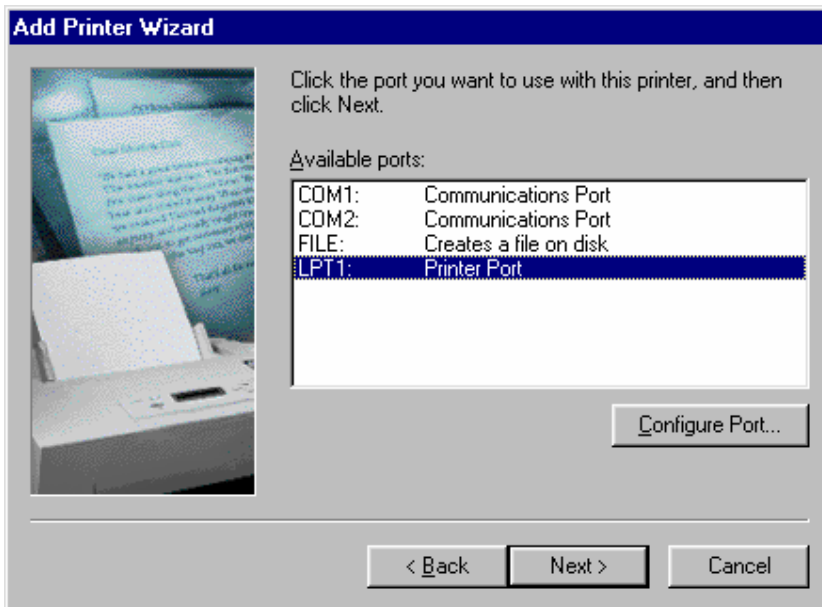 Add Printer Wizard
Click the port you want to use with this printer, and then
click Next.
Available ports:
COM1: Communications Port
COM2: Communications Port
FILE: Creates a file on disk
LPT1: Printer Port
Configure Port...
< Back Next > Cancel